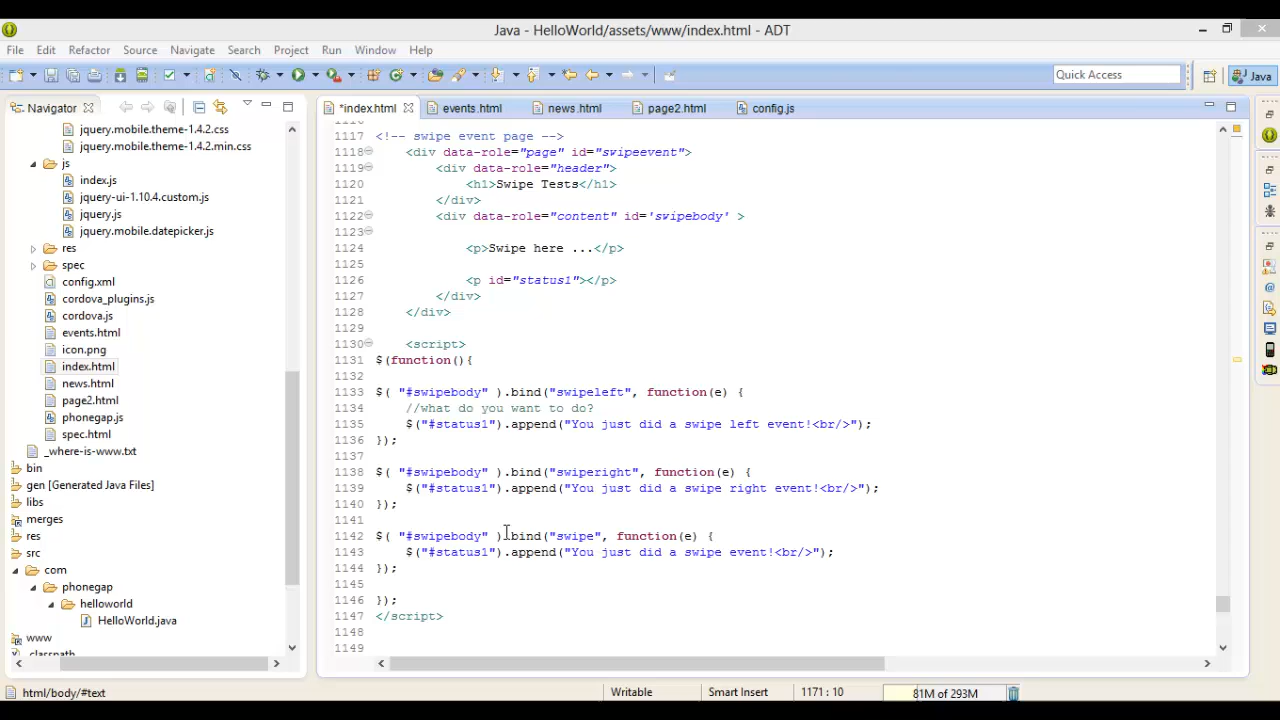 Java - HelloWorld/assets/www/index.html - ADT
File Edit Refactor Source Navigate Search Project Run Window Help
Quick Access
Java
Navigator
jquery.mobile.theme-1.4.2.css
jquery.mobile.theme-1.4.2.min.css
js
index.js
jquery-ui-1.10.4.custom.js
jquery.js
jquery.mobile.datepicker.js
res
spec
config.xml
cordova_plugins.js
cordova.js
events.html
icon.png
index.html
news.html
page2.html
phonegap.js
spec.html
_where-is-www.txt
bin
gen [Generated Java Files]
libs
merges
res
src
com
phonegap
helloworld
HelloWorld.java
www
.classpath
*index.html events.html news.html page2.html config.js
1116
1117 <!-- swipe event page -->
1118 <div data-role="page" id="swipeevent">
1119 <div data-role="header">
1120 <h1>Swipe Tests</h1>
1121 </div>
1122 <div data-role="content" id='swipebody' >
1123
1124 <p>Swipe here ...</p>
1125
1126 <p id="status1"></p>
1127 </div>
1128 </div>
1129
1130 <script>
1131 $(function(){
1132
1133 $( "#swipebody" ).bind("swipeleft", function(e) {
1134 //what do you want to do?
1135 $("#status1").append("You just did a swipe left event!<br/>");
1136 });
1137
1138 $( "#swipebody" ).bind("swiperight", function(e) {
1139 $("#status1").append("You just did a swipe right event!<br/>");
1140 });
1141
1142 $( "#swipebody" ).bind("swipe", function(e) {
1143 $("#status1").append("You just did a swipe event!<br/>");
1144 });
1145
1146 });
1147 </script>
1148
1149
html/body/#text
Writable
Smart Insert
1171 : 10
81M of 293M